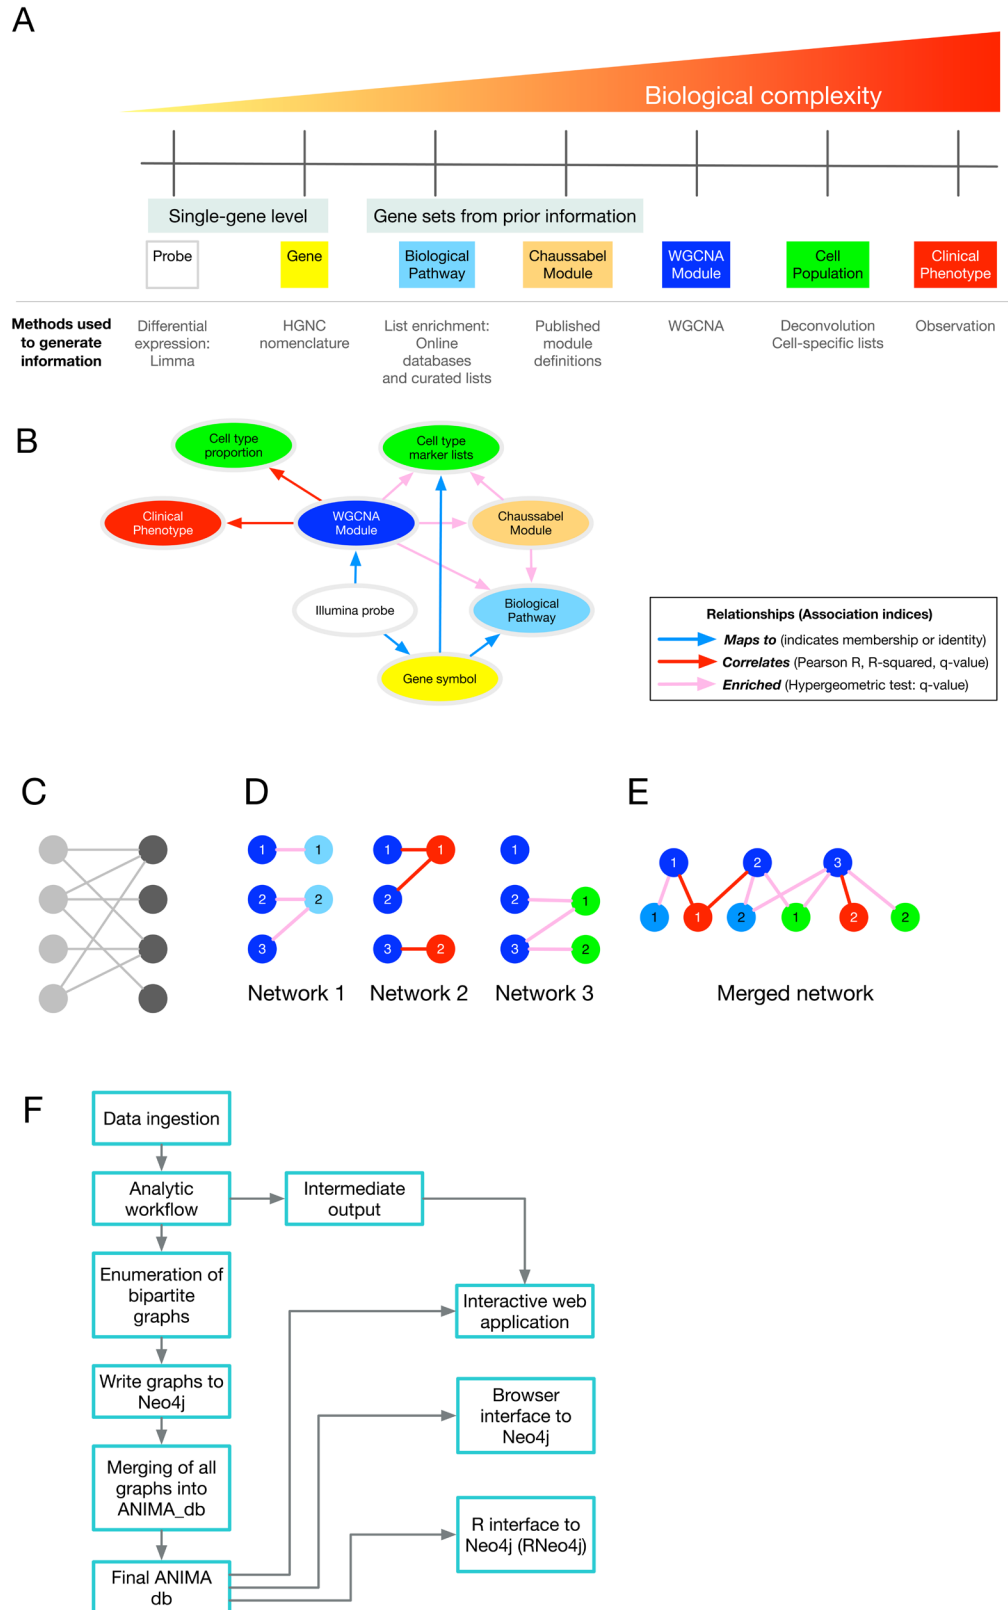 A
Biological complexity
Single-gene level
Gene sets from prior information
Probe
Gene
Biological
Pathway
Chaussabel
Module
WGCNA
Module
Cell
Population
Clinical
Phenotype
Methods used
to generate
information
Differential
expression:
Limma
HGNC
nomenclature
List enrichment:
Online
databases
and curated lists
Published
module
definitions
WGCNA
Deconvolution
Cell-specific lists
Observation
B
Cell type
proportion
Cell type
marker lists
Clinical
Phenotype
WGCNA
Module
Chaussabel
Module
Illumina probe
Biological
Pathway
Gene symbol
Relationships (Association indices)
Maps to (indicates membership or identity)
Correlates (Pearson R, R-squared, q-value)
Enriched (Hypergeometric test: q-value)
C
D
1 1
2 2
3
Network 1
1 1
2
3 2
Network 2
1
2 1
3 2
Network 3
E
1 2 3
1 1 2 1 2 2
Merged network
F
Data ingestion
Analytic
workflow
Intermediate
output
Enumeration of
bipartite
graphs
Interactive web
application
Write graphs to
Neo4j
Browser
interface to
Neo4j
Merging of all
graphs into
ANIMA_db
R interface to
Neo4j (RNeo4j)
Final ANIMA
db